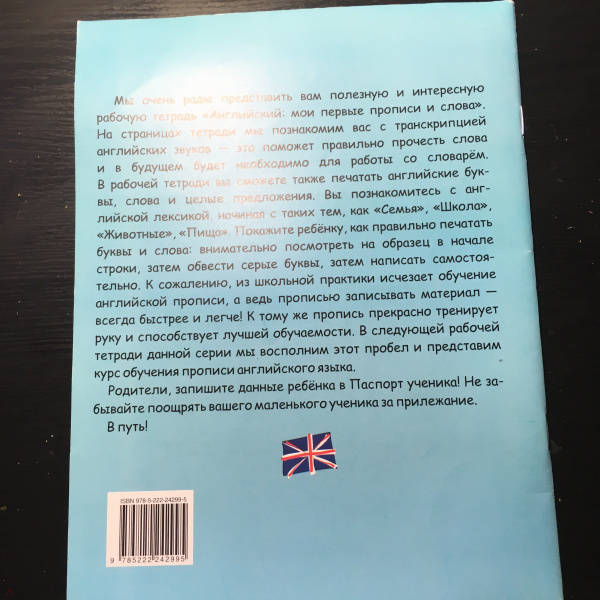 Мы очень рады представить вам полезную и интересную
рабочую тетрадь «Английский: мои первые прописи и слова».
На страницах тетради мы познакомим вас с транскрипцией
английских звуков — это поможет правильно прочесть слова
и в будущем будет необходимо для работы со словарём.
В рабочей тетради вы сможете также печатать английские бук-
вы, слова и целые предложения. Вы познакомитесь с анг-
лийской лексикой, начиная с таких тем, как «Семья», «Школа»,
«Животные», «Пища». Покажите ребёнку, как правильно печатать
буквы и слова: внимательно посмотреть на образец в начале
строки, затем обвести серые буквы, затем написать самостоя-
тельно. К сожалению, из школьной практики исчезает обучение
английской прописи, а ведь прописью записывать материал —
всегда быстрее и легче! К тому же пропись прекрасно тренирует
руку и способствует лучшей обучаемости. В следующей рабочей
тетради данной серии мы восполним этот пробел и представим
курс обучения прописи английского языка.
Родители, запишите данные ребёнка в Паспорт ученика! Не за-
бывайте поощрять вашего маленького ученика за прилежание.
В путь!
ISBN 978-5-222-24299-5
9 785222 242995